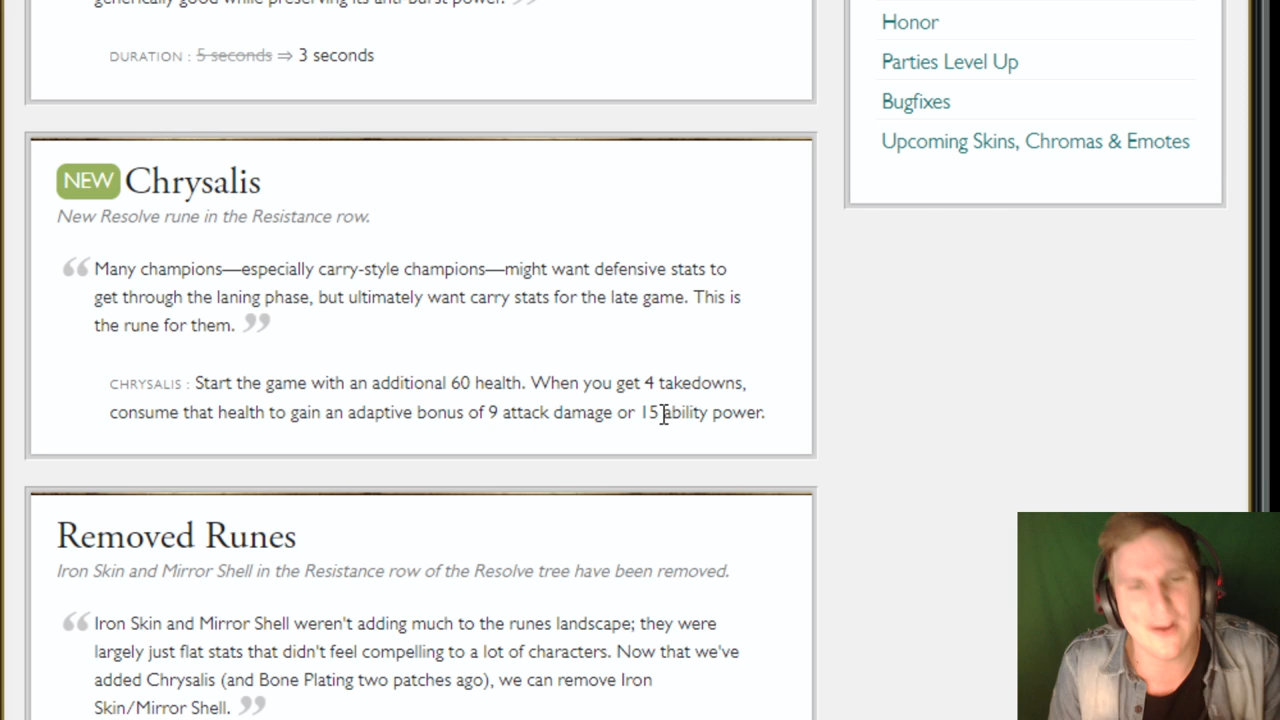 generically good while preserving its anti-burst power. ”
DURATION : 5 seconds ⇒ 3 seconds
NEW Chrysalis
New Resolve rune in the Resistance row.
“ Many champions—especially carry-style champions—might want defensive stats to
get through the laning phase, but ultimately want carry stats for the late game. This is
the rune for them. ”
CHRYSALIS : Start the game with an additional 60 health. When you get 4 takedowns,
consume that health to gain an adaptive bonus of 9 attack damage or 15 ability power.
Removed Runes
Iron Skin and Mirror Shell in the Resistance row of the Resolve tree have been removed.
“ Iron Skin and Mirror Shell weren't adding much to the runes landscape; they were
largely just flat stats that didn't feel compelling to a lot of characters. Now that we've
added Chrysalis (and Bone Plating two patches ago), we can remove Iron
Skin/Mirror Shell. ”
Honor
Parties Level Up
Bugfixes
Upcoming Skins, Chromas & Emotes